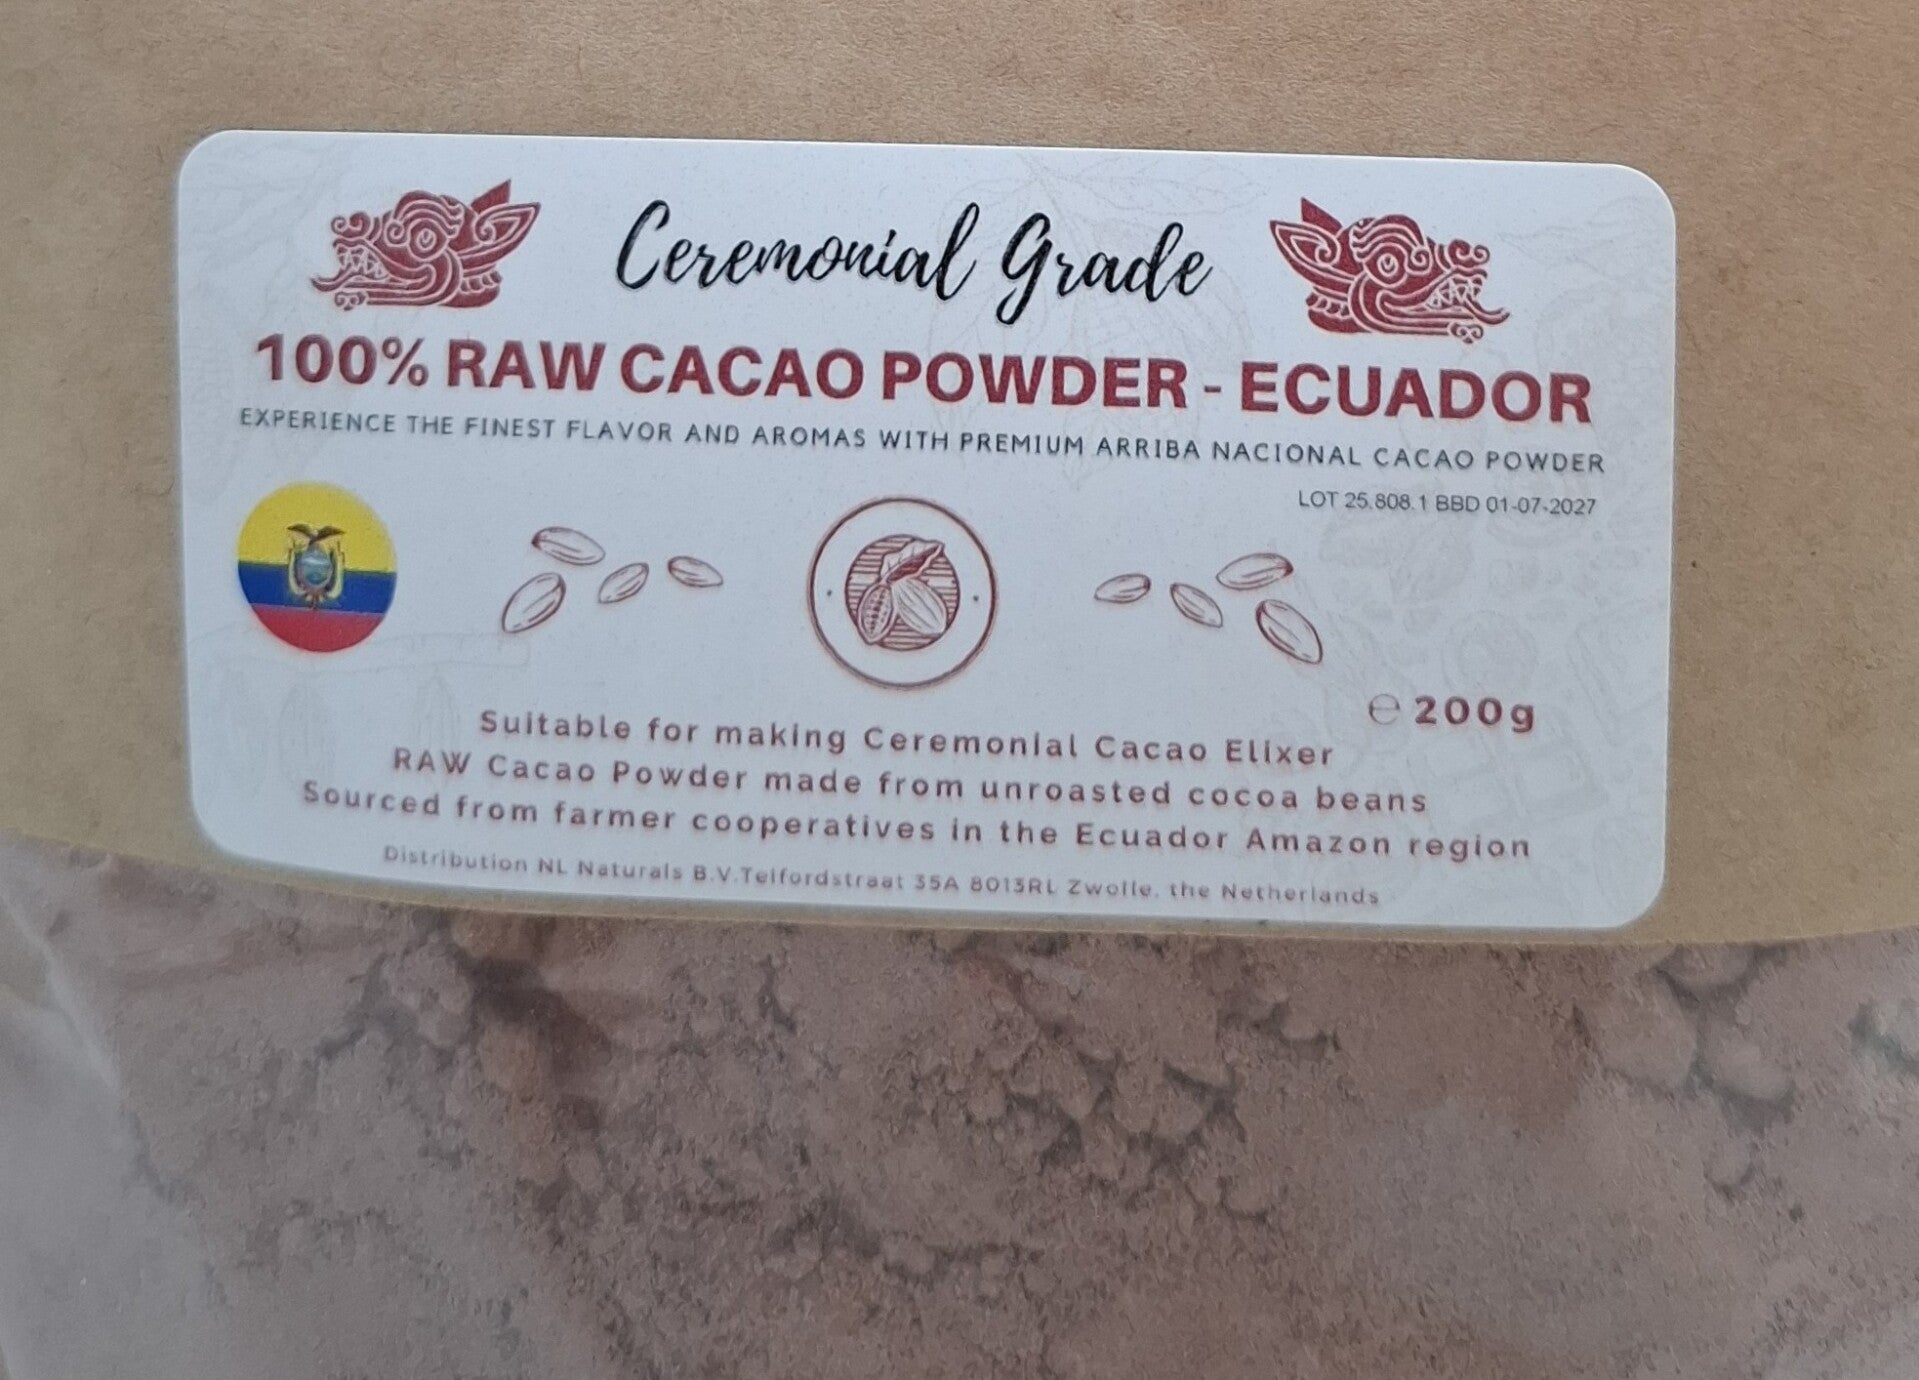 Ceremonial Grade
100% RAW CACAO POWDER - ECUADOR
EXPERIENCE THE FINEST FLAVOR AND AROMAS WITH PREMIUM ARRIBA NACIONAL CACAO POWDER
LOT 25.808.1 BBD 01-07-2027
℮ 200g
Suitable for making Ceremonial Cacao Elixer
RAW Cacao Powder made from unroasted cocoa beans
Sourced from farmer cooperatives in the Ecuador Amazon region
Distribution NL Naturals B.V.Telfordstraat 35A 8013RL Zwolle, the Netherlands